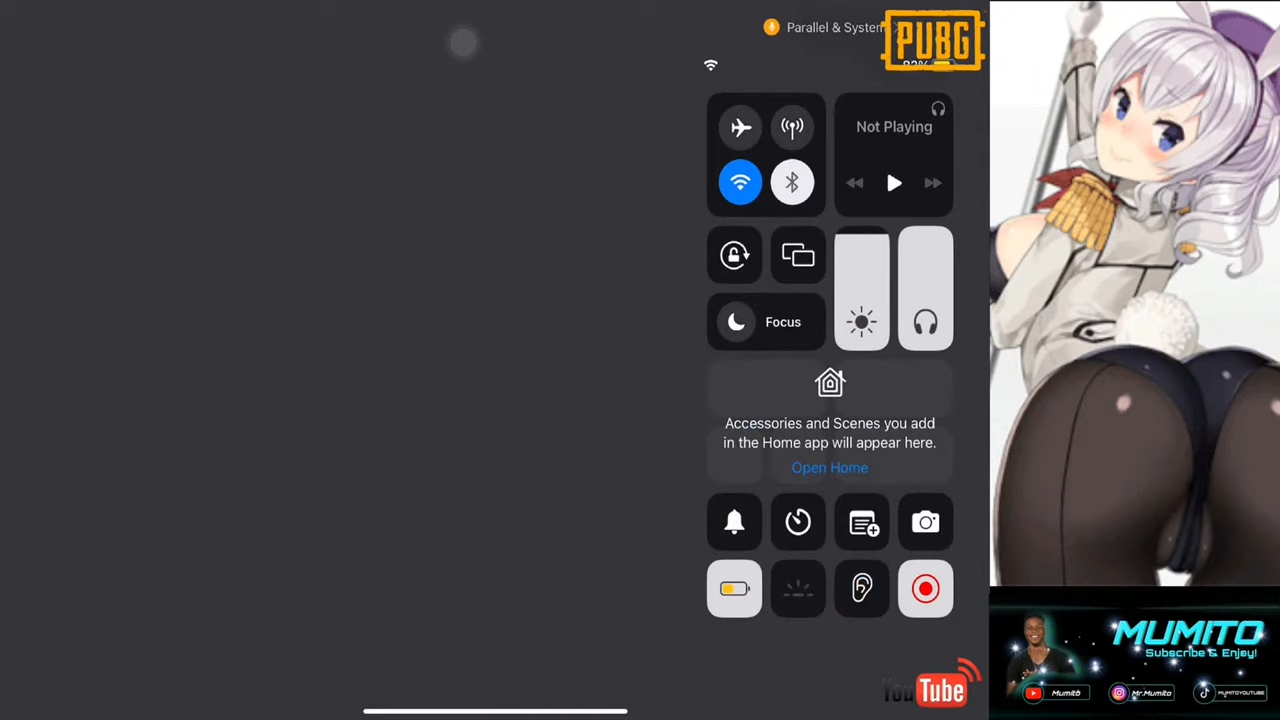 Parallel & System
PUBG
Not Playing
Focus
Accessories and Scenes you add
in the Home app will appear here.
Open Home
YouTube
MUMITO
Subscribe & Enjoy!
Mumito
Mr.Mumito
MUMITOYOUTUBE